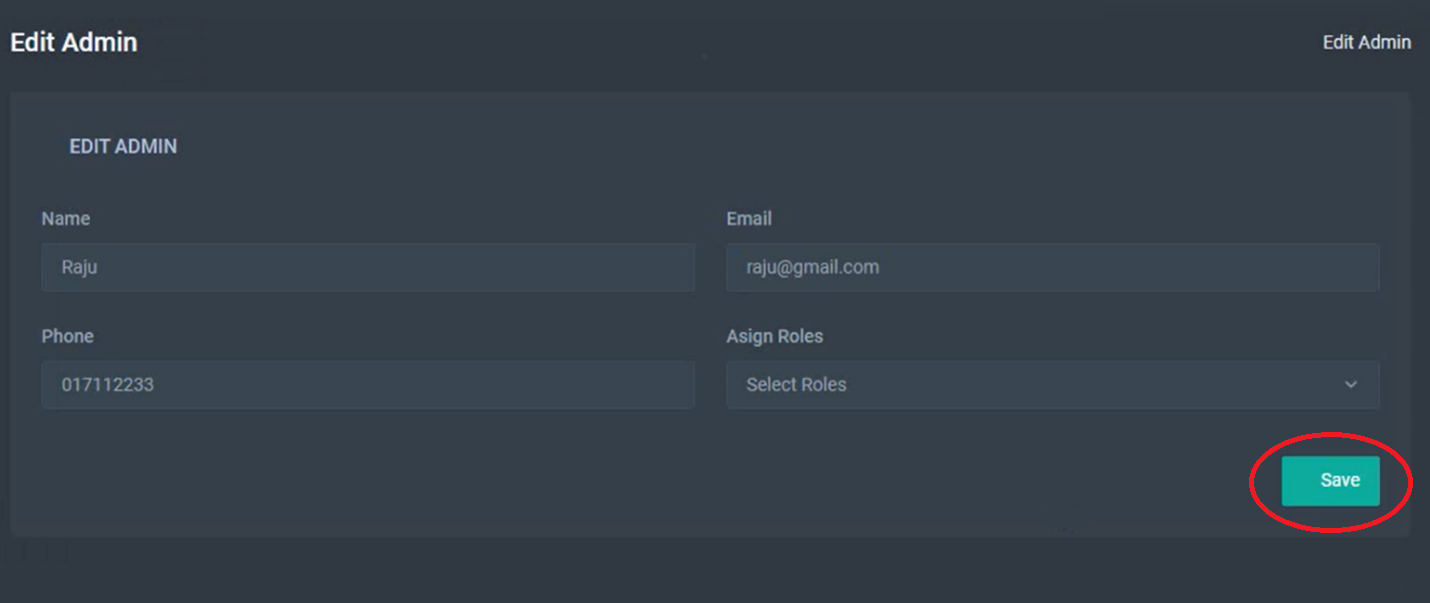 Edit Admin
Edit Admin
EDIT ADMIN
Name
Email
Raju
raju@gmail.com
Phone
Asign Roles
017112233
Select Roles
Save